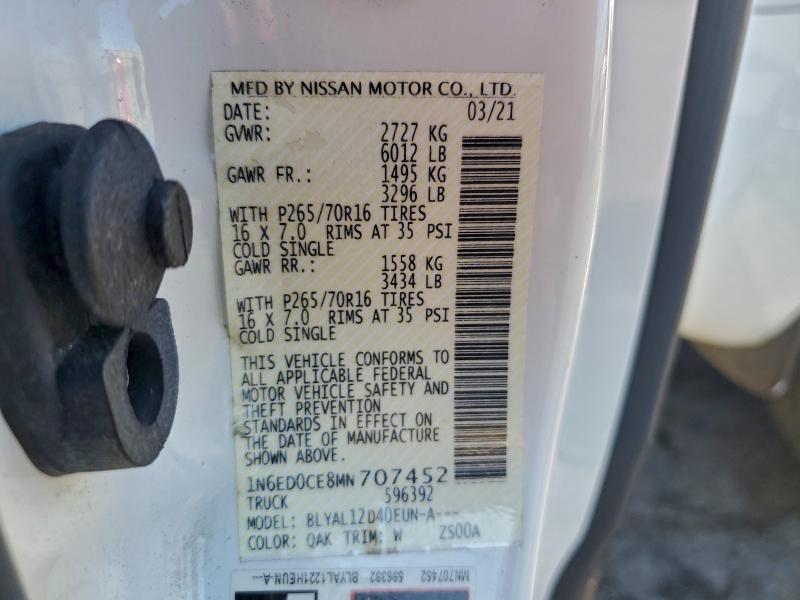 MFD BY NISSAN MOTOR CO., LTD.
DATE: 03/21
GVWR: 2727 KG
6012 LB
GAWR FR.: 1495 KG
3296 LB
WITH P265/70R16 TIRES
16 X 7.0 RIMS AT 35 PSI
COLD SINGLE
GAWR RR.: 1558 KG
3434 LB
WITH P265/70R16 TIRES
16 X 7.0 RIMS AT 35 PSI
COLD SINGLE
THIS VEHICLE CONFORMS TO
ALL APPLICABLE FEDERAL
MOTOR VEHICLE SAFETY AND
THEFT PREVENTION
STANDARDS IN EFFECT ON
THE DATE OF MANUFACTURE
SHOWN ABOVE.
1N6ED0CE8MN707452
TRUCK 596392
MODEL: BLYAL12D40EUN-A---
COLOR: QAK TRIM: W ZS00A
MN707452 596392 BLYAL1221HEUN-A---